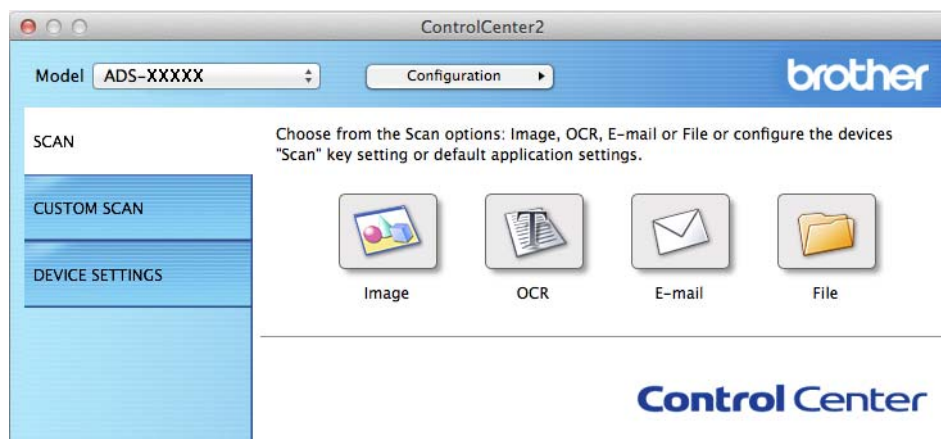 ControlCenter2
Model ADS-XXXXX Configuration brother
SCAN
Choose from the Scan options: Image, OCR, E-mail or File or configure the devices
"Scan" key setting or default application settings.
CUSTOM SCAN
DEVICE SETTINGS
Image OCR E-mail File
Control Center